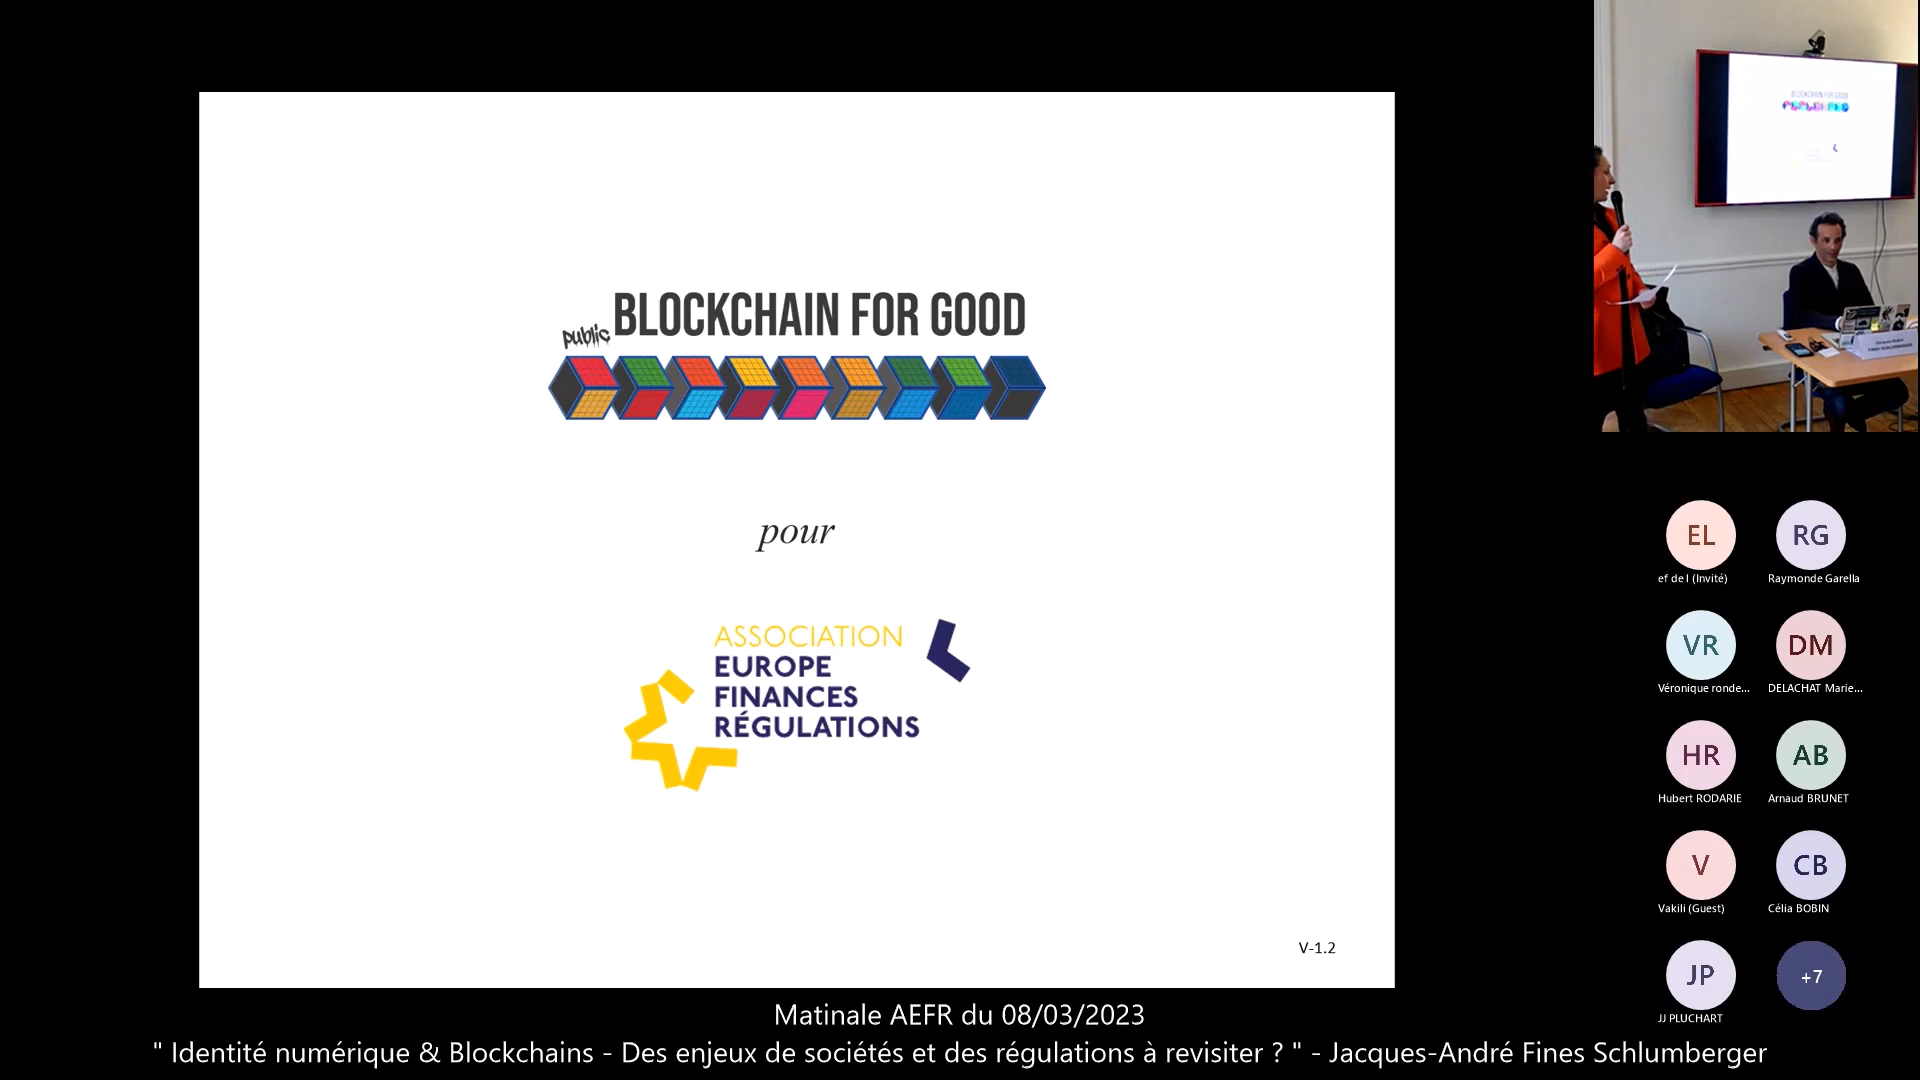 BLOCKCHAIN FOR GOOD
public
pour
ASSOCIATION
EUROPE
FINANCES
RÉGULATIONS
V-1.2
BLOCKCHAIN FOR GOOD
EL
ef de l (Invité)
RG
Raymonde Garella
VR
Véronique ronde...
DM
DELACHAT Marie...
HR
Hubert RODARIE
AB
Arnaud BRUNET
V
Vakili (Guest)
CB
Célia BOBIN
JP
JJ PLUCHART
+7
Matinale AEFR du 08/03/2023
" Identité numérique & Blockchains - Des enjeux de sociétés et des régulations à revisiter ? " - Jacques-André Fines Schlumberger